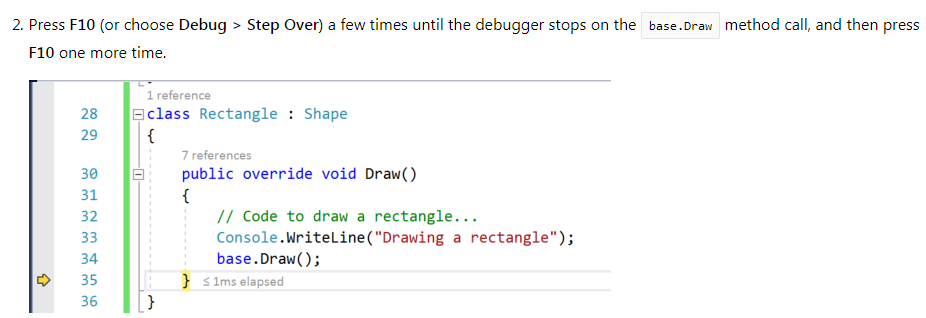 2. Press F10 (or choose Debug > Step Over) a few times until the debugger stops on the base.Draw method call, and then press
F10 one more time.
1 reference
28 class Rectangle : Shape
29 {
7 references
30 public override void Draw()
31 {
32 // Code to draw a rectangle...
33 Console.WriteLine("Drawing a rectangle");
34 base.Draw();
35 } ≤ 1ms elapsed
36 }